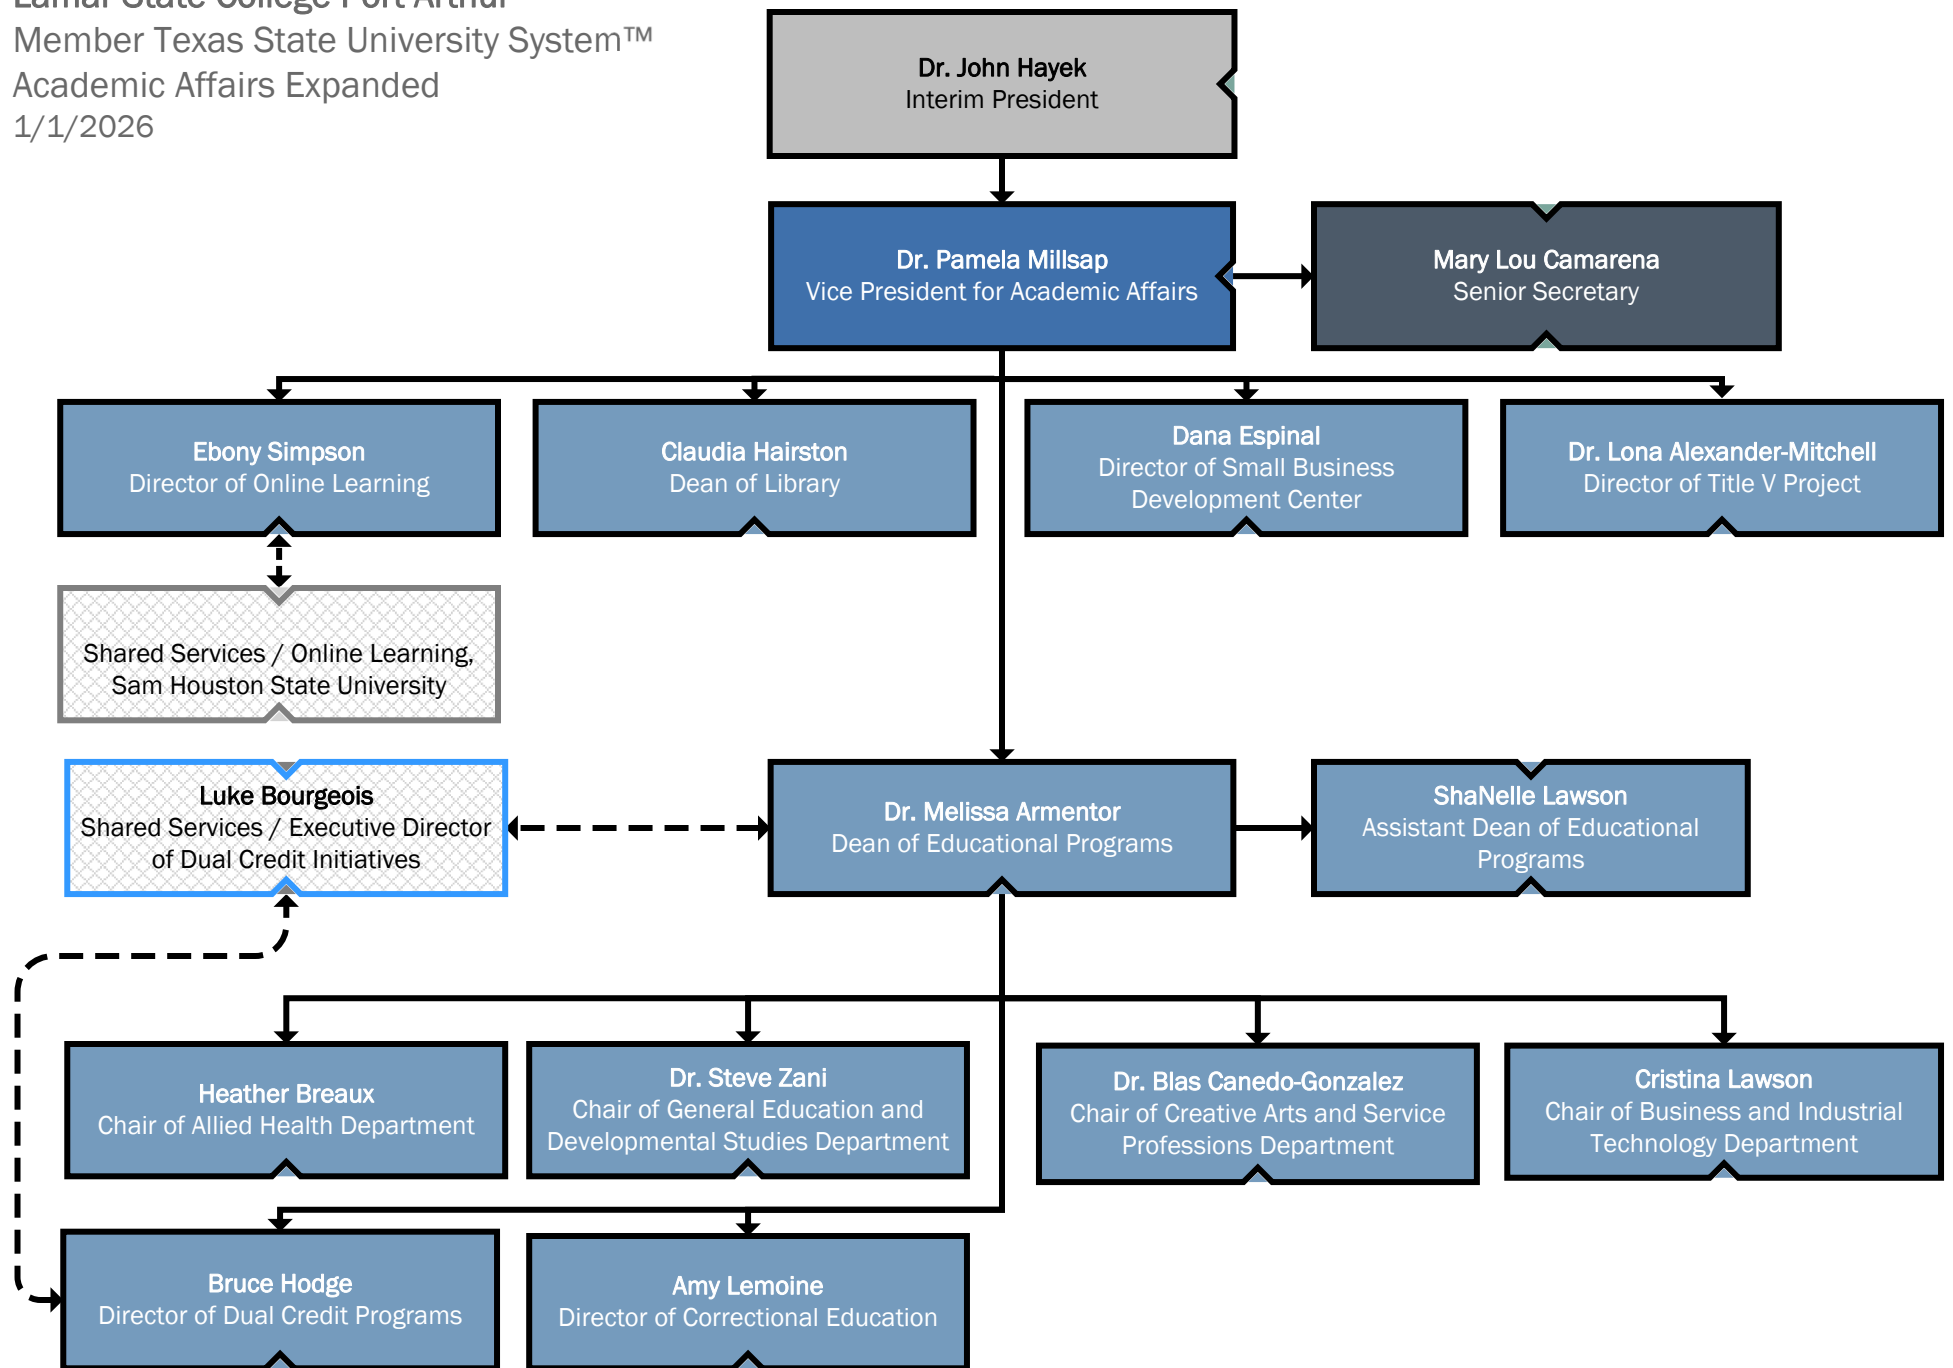 Lamar State College Port Arthur
Member Texas State University System™
Academic Affairs Expanded
1/1/2026
Dr. John Hayek
Interim President
Dr. Pamela Millsap
Vice President for Academic Affairs
Mary Lou Camarena
Senior Secretary
Ebony Simpson
Director of Online Learning
Claudia Hairston
Dean of Library
Dana Espinal
Director of Small Business
Development Center
Dr. Lona Alexander-Mitchell
Director of Title V Project
Shared Services / Online Learning,
Sam Houston State University
Luke Bourgeois
Shared Services / Executive Director
of Dual Credit Initiatives
Dr. Melissa Armentor
Dean of Educational Programs
ShaNelle Lawson
Assistant Dean of Educational
Programs
Heather Breaux
Chair of Allied Health Department
Dr. Steve Zani
Chair of General Education and
Developmental Studies Department
Dr. Blas Canedo-Gonzalez
Chair of Creative Arts and Service
Professions Department
Cristina Lawson
Chair of Business and Industrial
Technology Department
Bruce Hodge
Director of Dual Credit Programs
Amy Lemoine
Director of Correctional Education